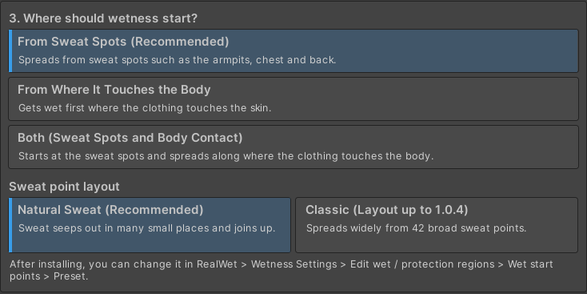 3. Where should wetness start?
From Sweat Spots (Recommended)
Spreads from sweat spots such as the armpits, chest and back.
From Where It Touches the Body
Gets wet first where the clothing touches the skin.
Both (Sweat Spots and Body Contact)
Starts at the sweat spots and spreads along where the clothing touches the body.
Sweat point layout
Natural Sweat (Recommended)
Sweat seeps out in many small places and joins up.
Classic (Layout up to 1.0.4)
Spreads widely from 42 broad sweat points.
After installing, you can change it in RealWet > Wetness Settings > Edit wet / protection regions > Wet start
points > Preset.